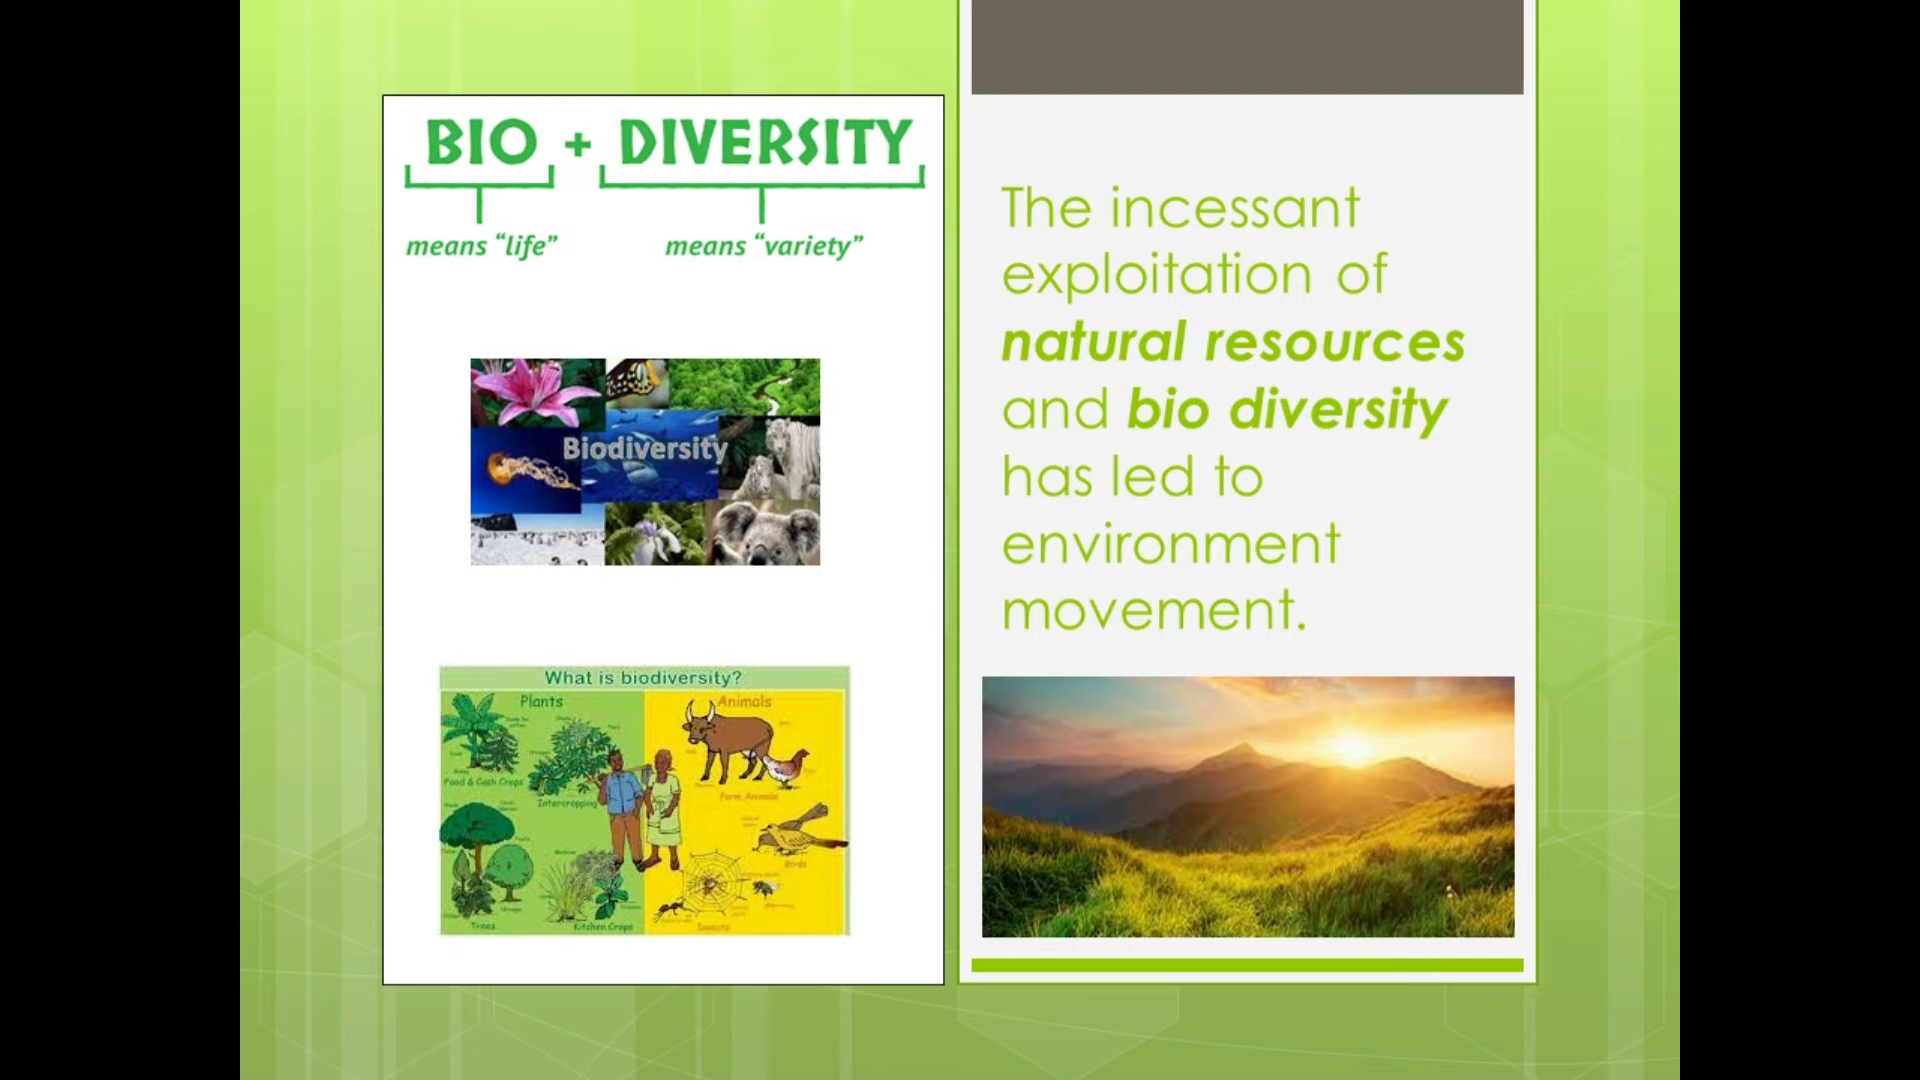 BIO + DIVERSITY
means “life” means “variety”
Biodiversity
What is biodiversity?
Plants
Animals
Food & Cash Crops
Intercropping
Farm Animals
Birds
Trees
Kitchen Crops
Insects
The incessant
exploitation of
natural resources
and bio diversity
has led to
environment
movement.